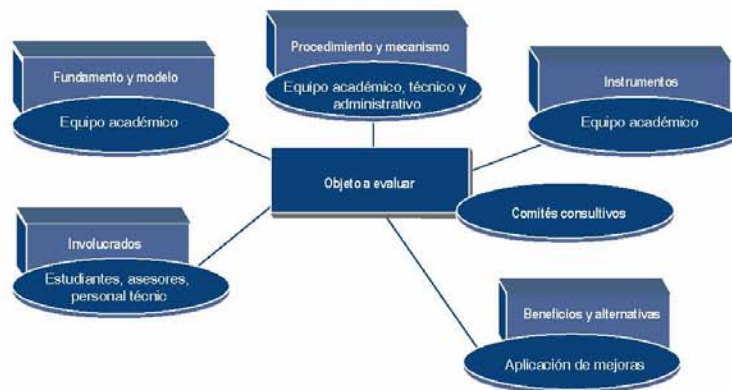 Procedimiento y mecanismo
Equipo académico, técnico y
administrativo
Fundamento y modelo
Equipo académico
Instrumentos
Equipo académico
Objeto a evaluar
Comités consultivos
Involucrados
Estudiantes, asesores,
personal técnic
Beneficios y alternativas
Aplicación de mejoras